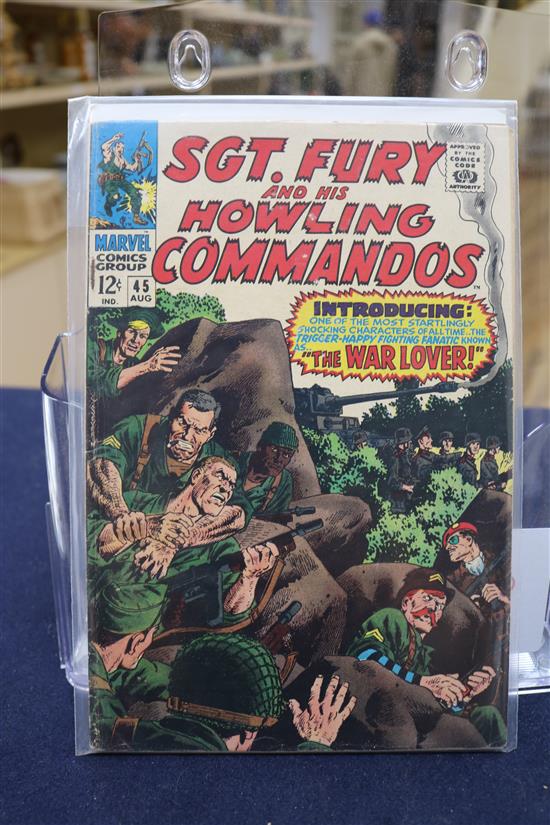 SGT. FURY
AND HIS
HOWLING
COMMANDOS
APPROVED
BY THE
COMICS
CODE
AUTHORITY
MARVEL
COMICS
GROUP
12¢
IND.
45
AUG
INTRODUCING:
ONE OF THE MOST STARTLINGLY
SHOCKING CHARACTERS OF ALL TIME..THE
TRIGGER-HAPPY FIGHTING FANATIC KNOWN
AS...
"THE WAR LOVER!"